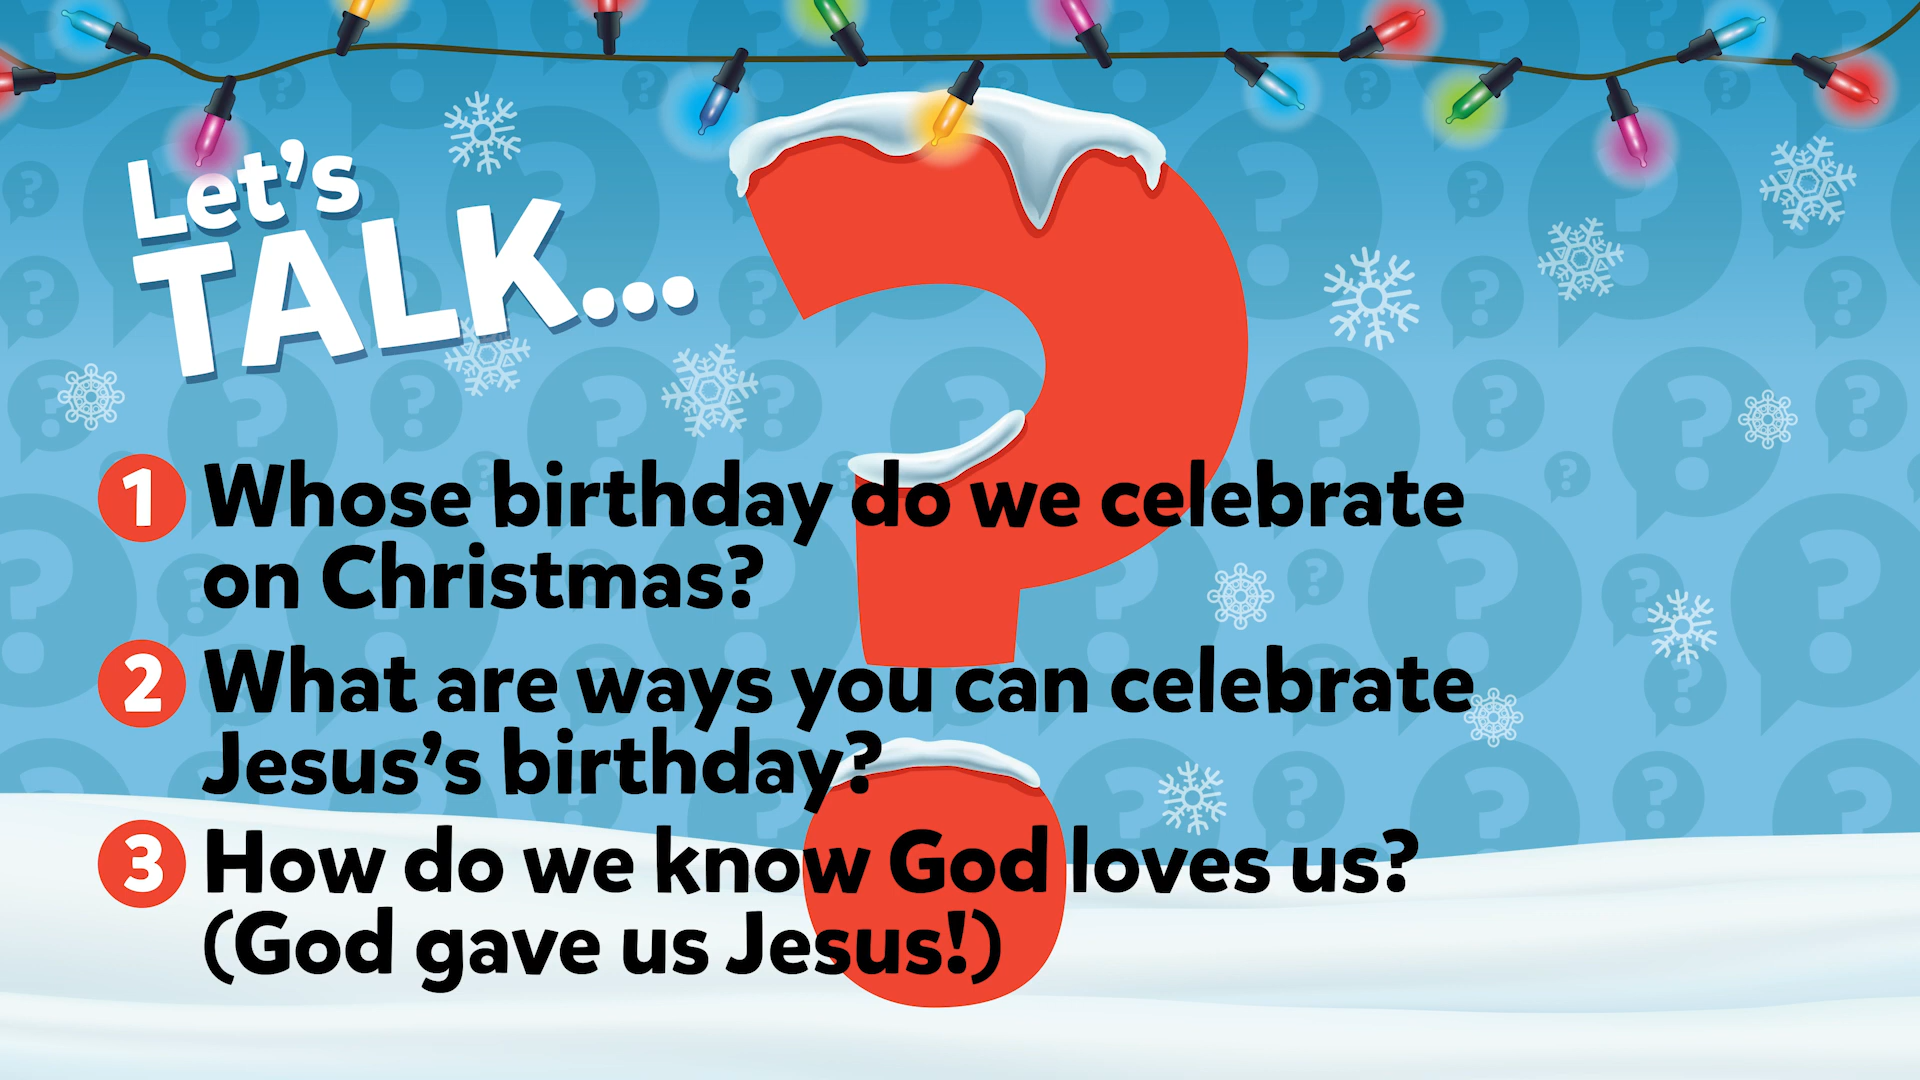 Let’s
TALK...
1 Whose birthday do we celebrate
on Christmas?
2 What are ways you can celebrate
Jesus’s birthday?
3 How do we know God loves us?
(God gave us Jesus!)